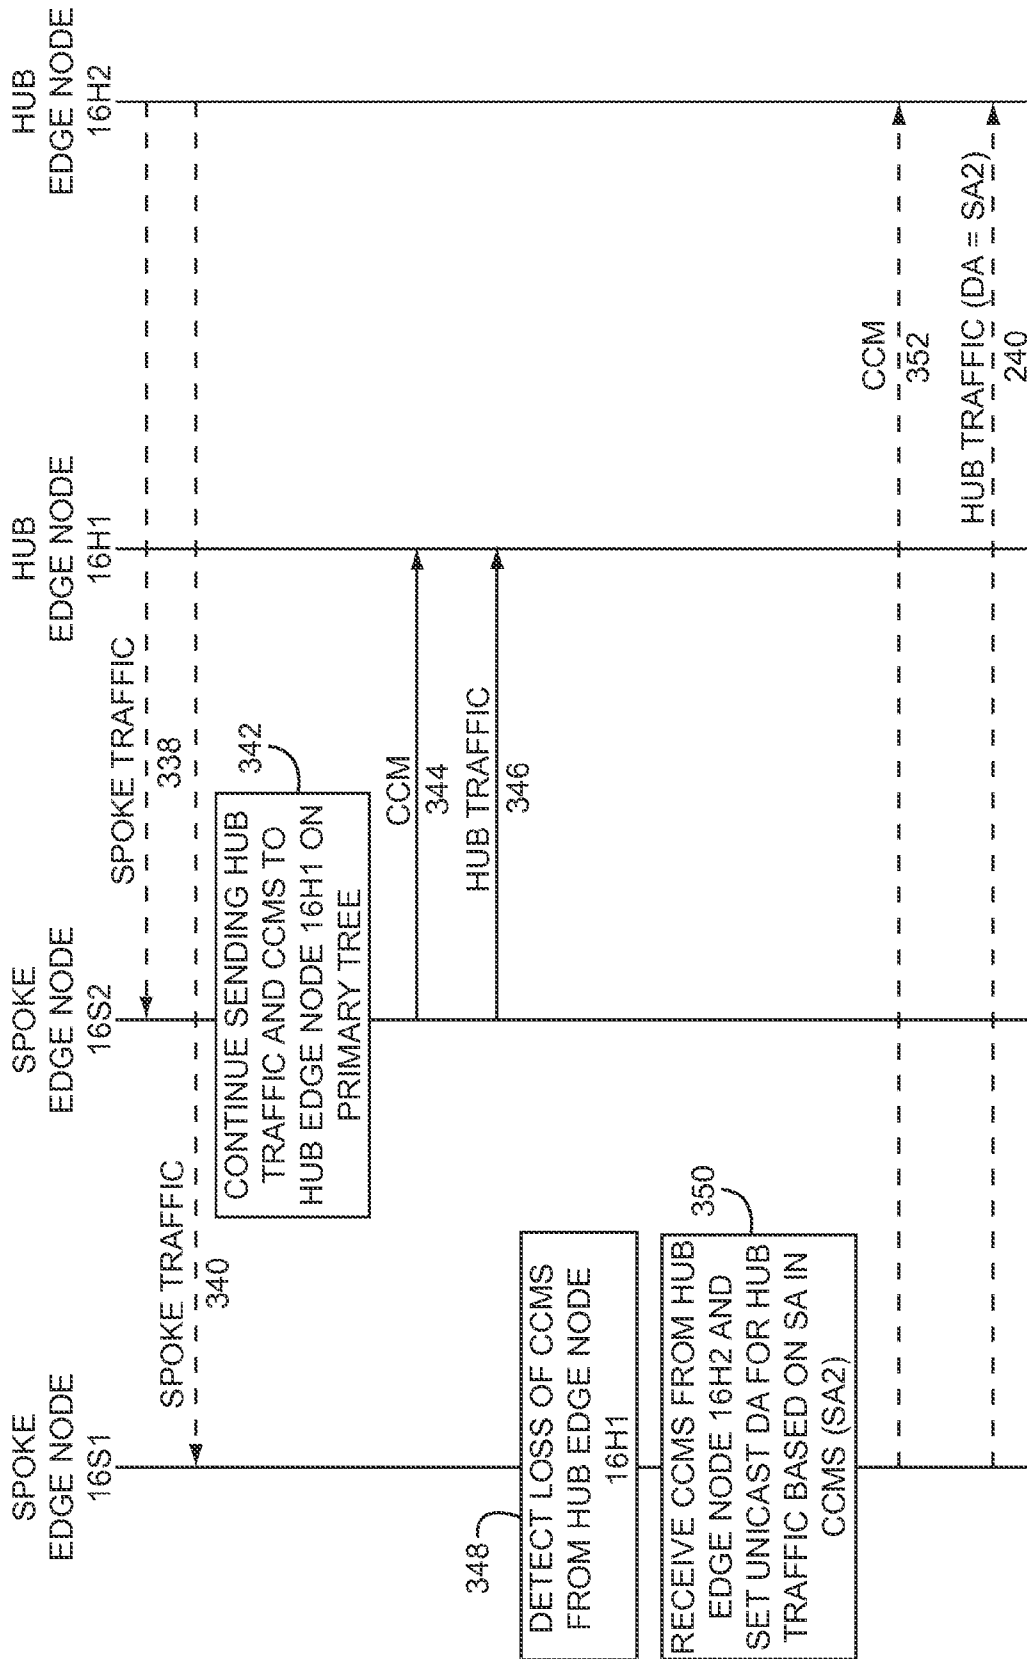 SPOKE
EDGE NODE
16S1
SPOKE
EDGE NODE
16S2
HUB
EDGE NODE
16H1
HUB
EDGE NODE
16H2
SPOKE TRAFFIC
338
SPOKE TRAFFIC
340
342
CONTINUE SENDING HUB
TRAFFIC AND CCMS TO
HUB EDGE NODE 16H1 ON
PRIMARY TREE
CCM
344
HUB TRAFFIC
346
348
DETECT LOSS OF CCMS
FROM HUB EDGE NODE
16H1
350
RECEIVE CCMS FROM HUB
EDGE NODE 16H2 AND
SET UNICAST DA FOR HUB
TRAFFIC BASED ON SA IN
CCMS (SA2)
CCM
352
HUB TRAFFIC (DA = SA2)
240